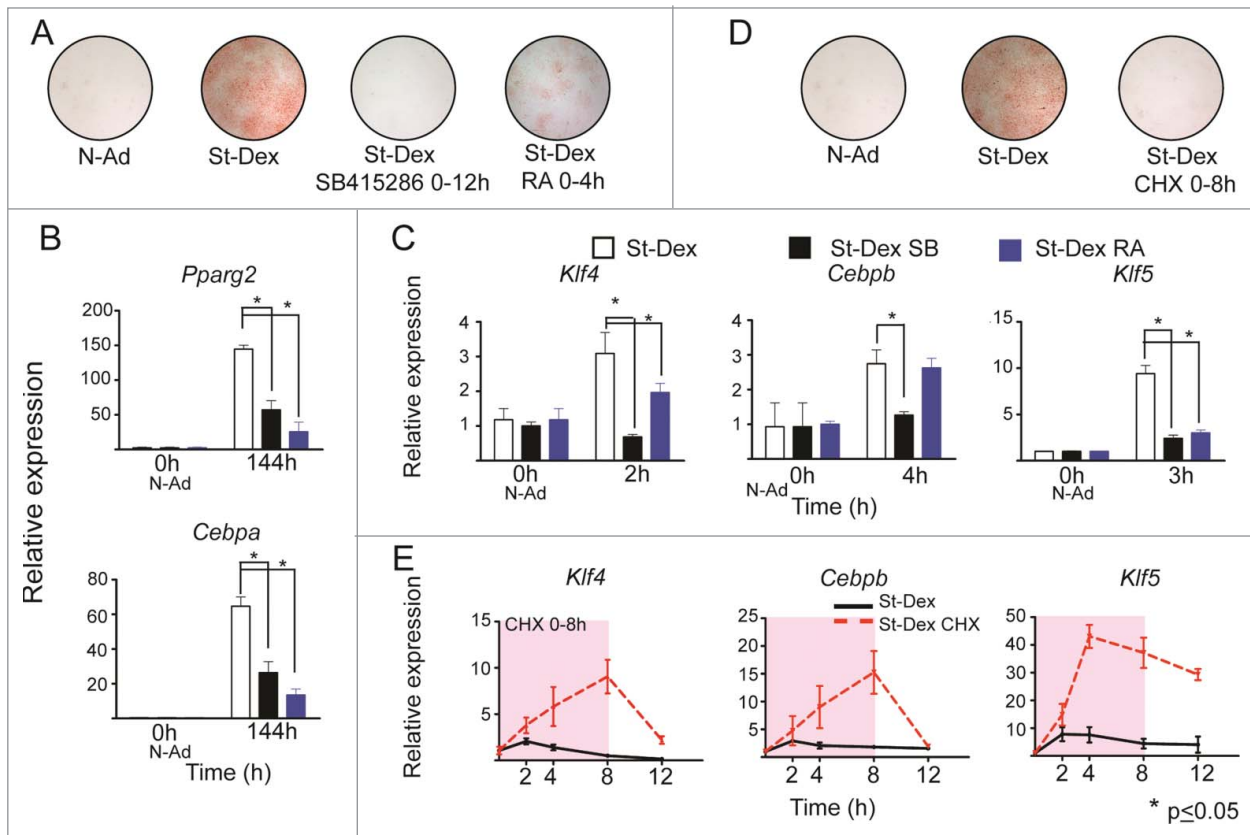 A
N-Ad
St-Dex
St-Dex
SB415286 0-12h
St-Dex
RA 0-4h
D
N-Ad
St-Dex
St-Dex
CHX 0-8h
B
Relative expression
Pparg2
200
150
100
50
* *
0h
N-Ad
144h
Cebpa
80
60
40
20
* *
0h
N-Ad
144h
Time (h)
C
St-Dex
St-Dex SB
St-Dex RA
Relative expression
Klf4
4
3
2
1
*
*
0h
N-Ad
2h
Cebpb
4
3
2
1
*
0h
N-Ad
4h
Time (h)
Klf5
15
10
5
*
*
0h
N-Ad
3h
E
Relative expression
Klf4
15
10
5
CHX 0-8h
2 4 8 12
Cebpb
St-Dex
St-Dex CHX
25
20
15
10
5
2 4 8 12
Time (h)
Klf5
50
40
30
20
10
2 4 8 12
* p≤0.05